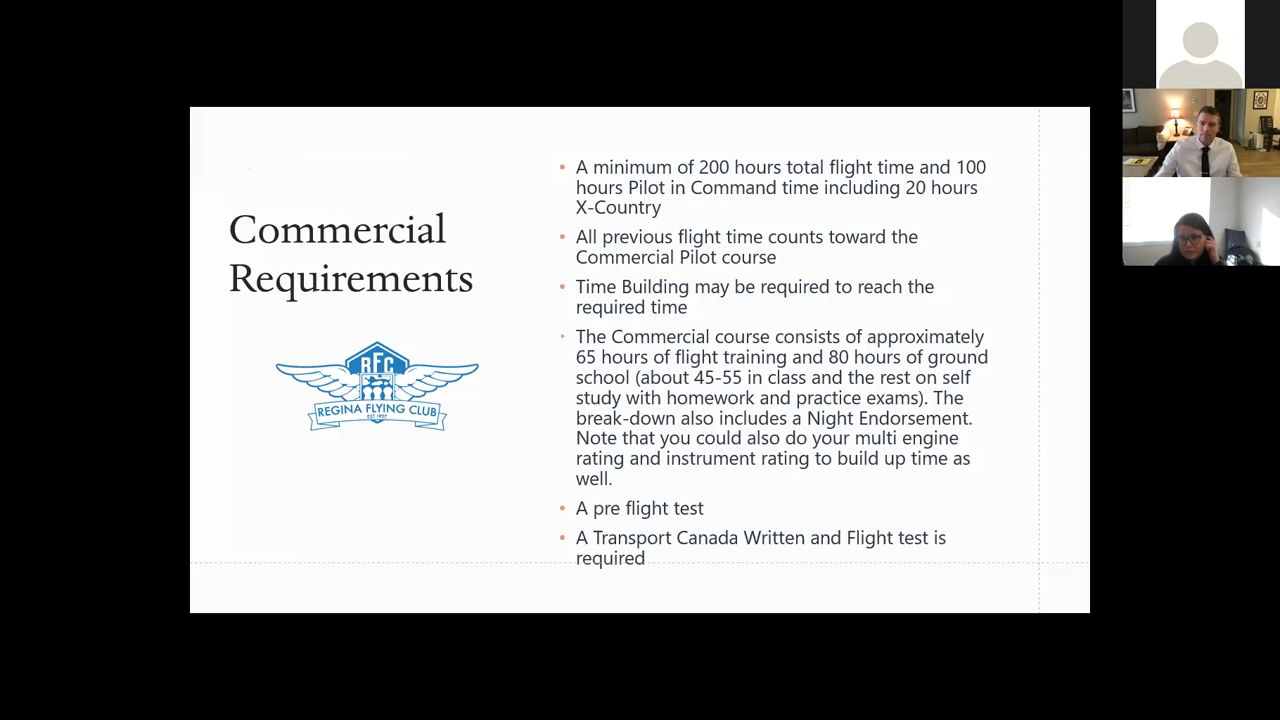 Commercial
Requirements
RFC
REGINA FLYING CLUB
EST 1927
• A minimum of 200 hours total flight time and 100
hours Pilot in Command time including 20 hours
X-Country
• All previous flight time counts toward the
Commercial Pilot course
• Time Building may be required to reach the
required time
• The Commercial course consists of approximately
65 hours of flight training and 80 hours of ground
school (about 45-55 in class and the rest on self
study with homework and practice exams). The
break-down also includes a Night Endorsement.
Note that you could also do your multi engine
rating and instrument rating to build up time as
well.
• A pre flight test
• A Transport Canada Written and Flight test is
required